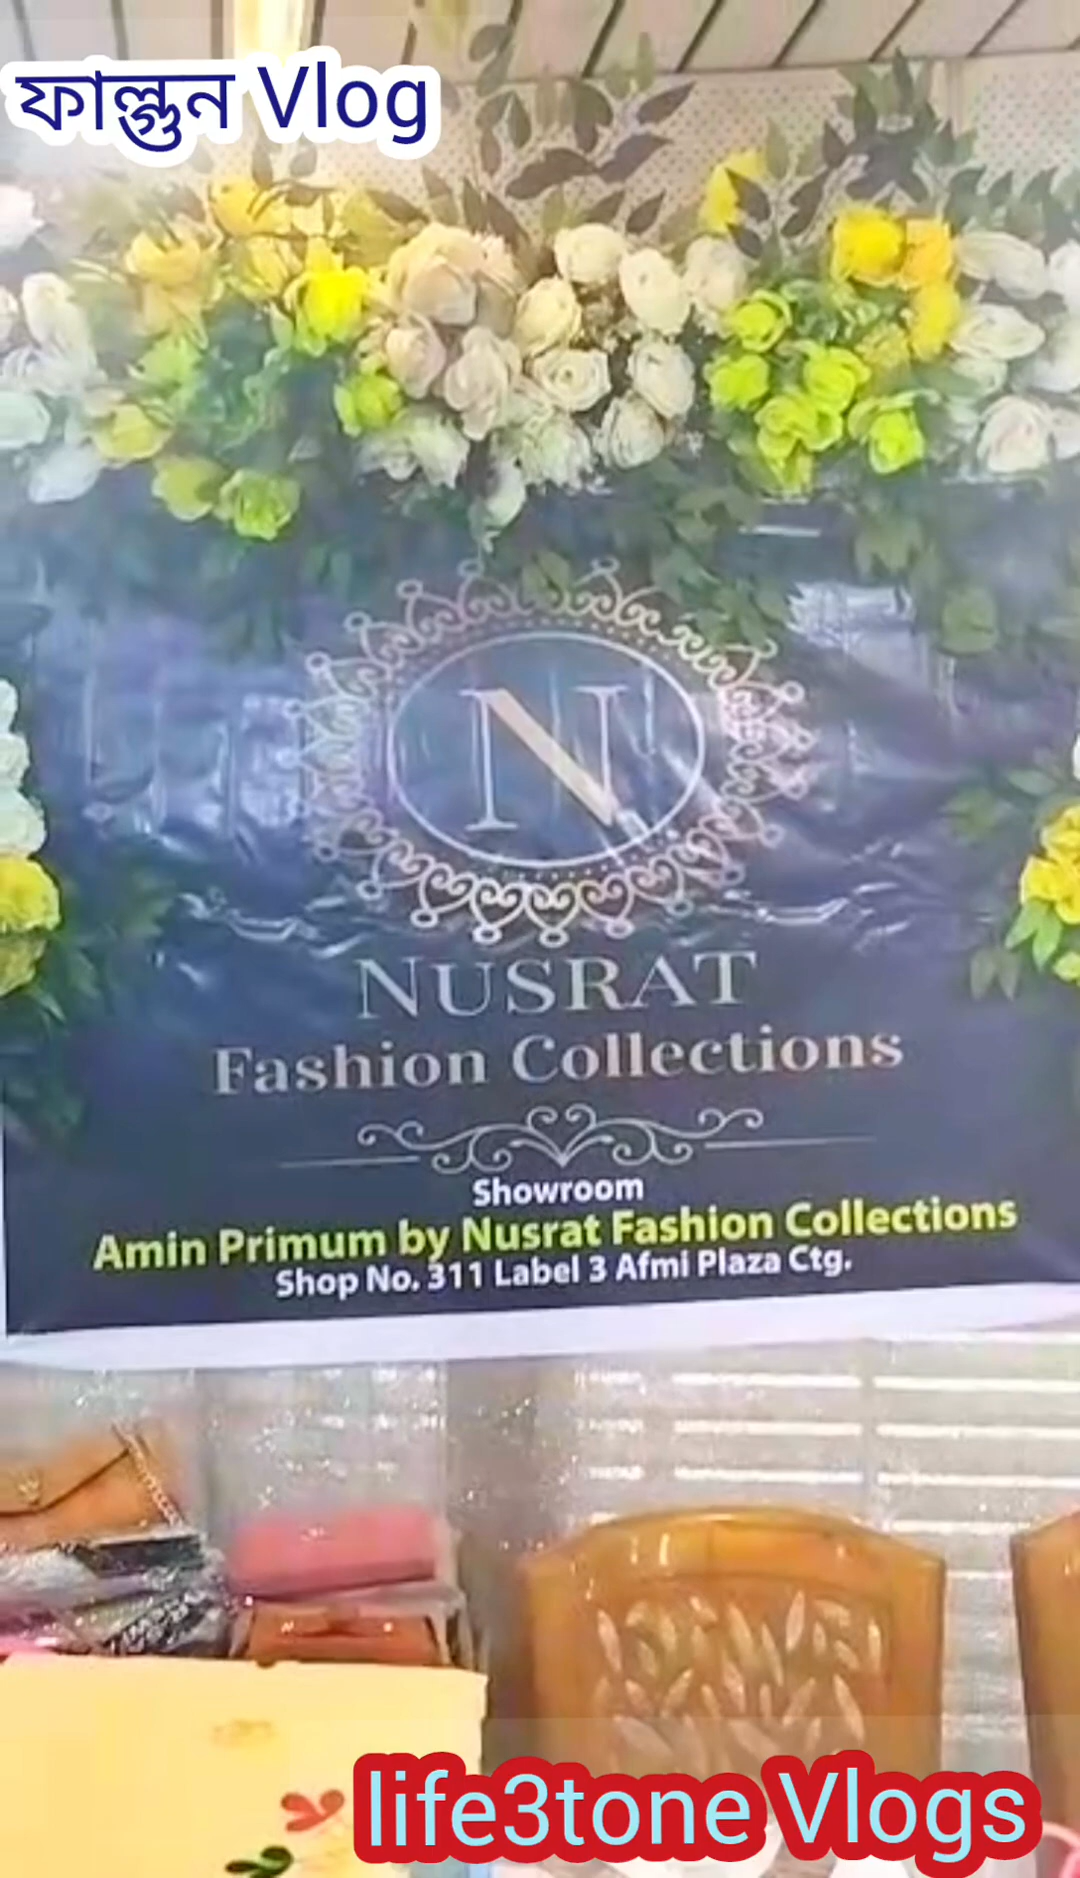 ফাল্গুন Vlog
N
NUSRAT
Fashion Collections
Showroom
Amin Primum by Nusrat Fashion Collections
Shop No. 311 Label 3 Afmi Plaza Ctg.
life3tone Vlogs